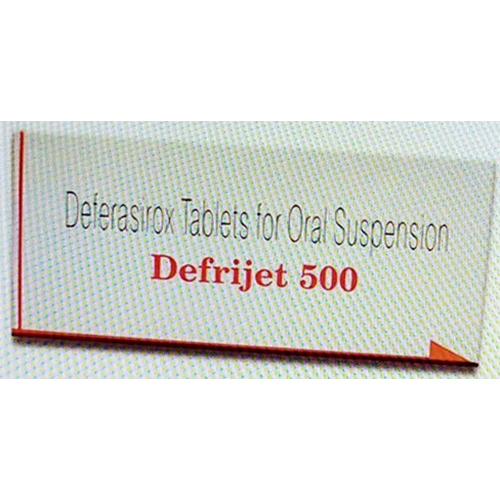 Deferasirox Tablets for Oral Suspension
Defrijet 500